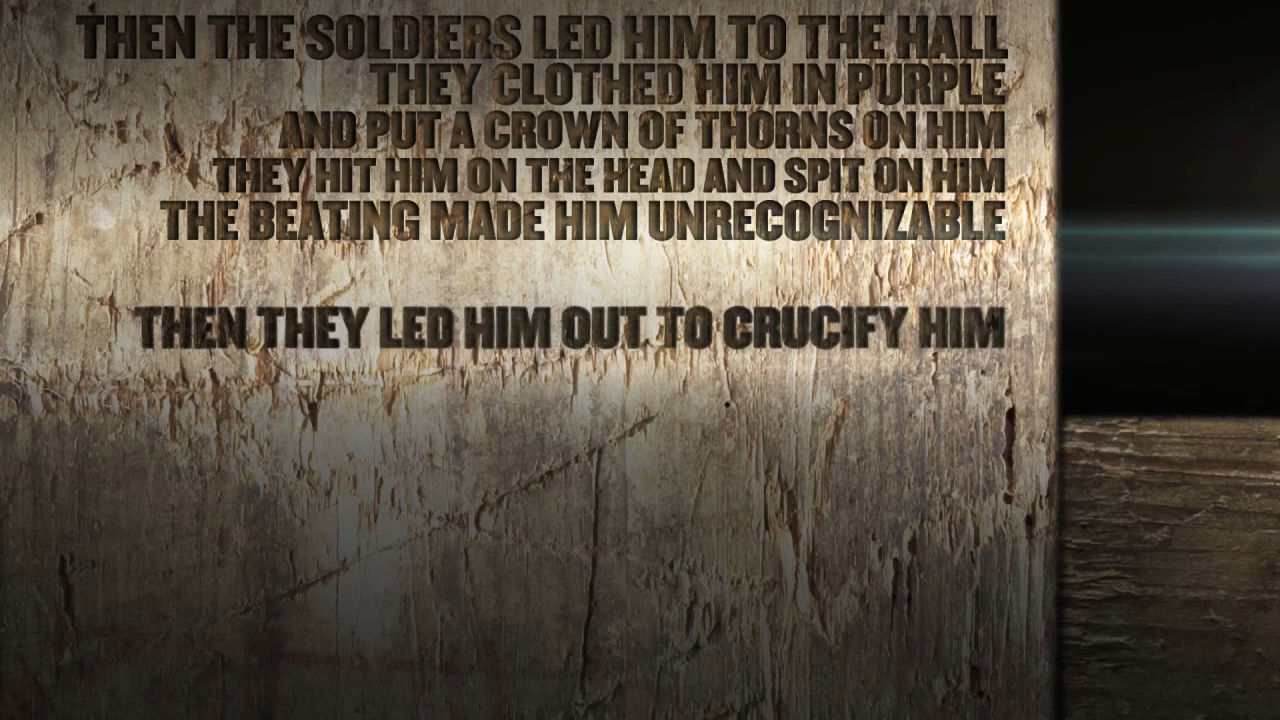 THEN THE SOLDIERS LED HIM TO THE HALL
THEY CLOTHED HIM IN PURPLE
AND PUT A CROWN OF THORNS ON HIM
THEY HIT HIM ON THE HEAD AND SPIT ON HIM
THE BEATING MADE HIM UNRECOGNIZABLE
THEN THEY LED HIM OUT TO CRUCIFY HIM